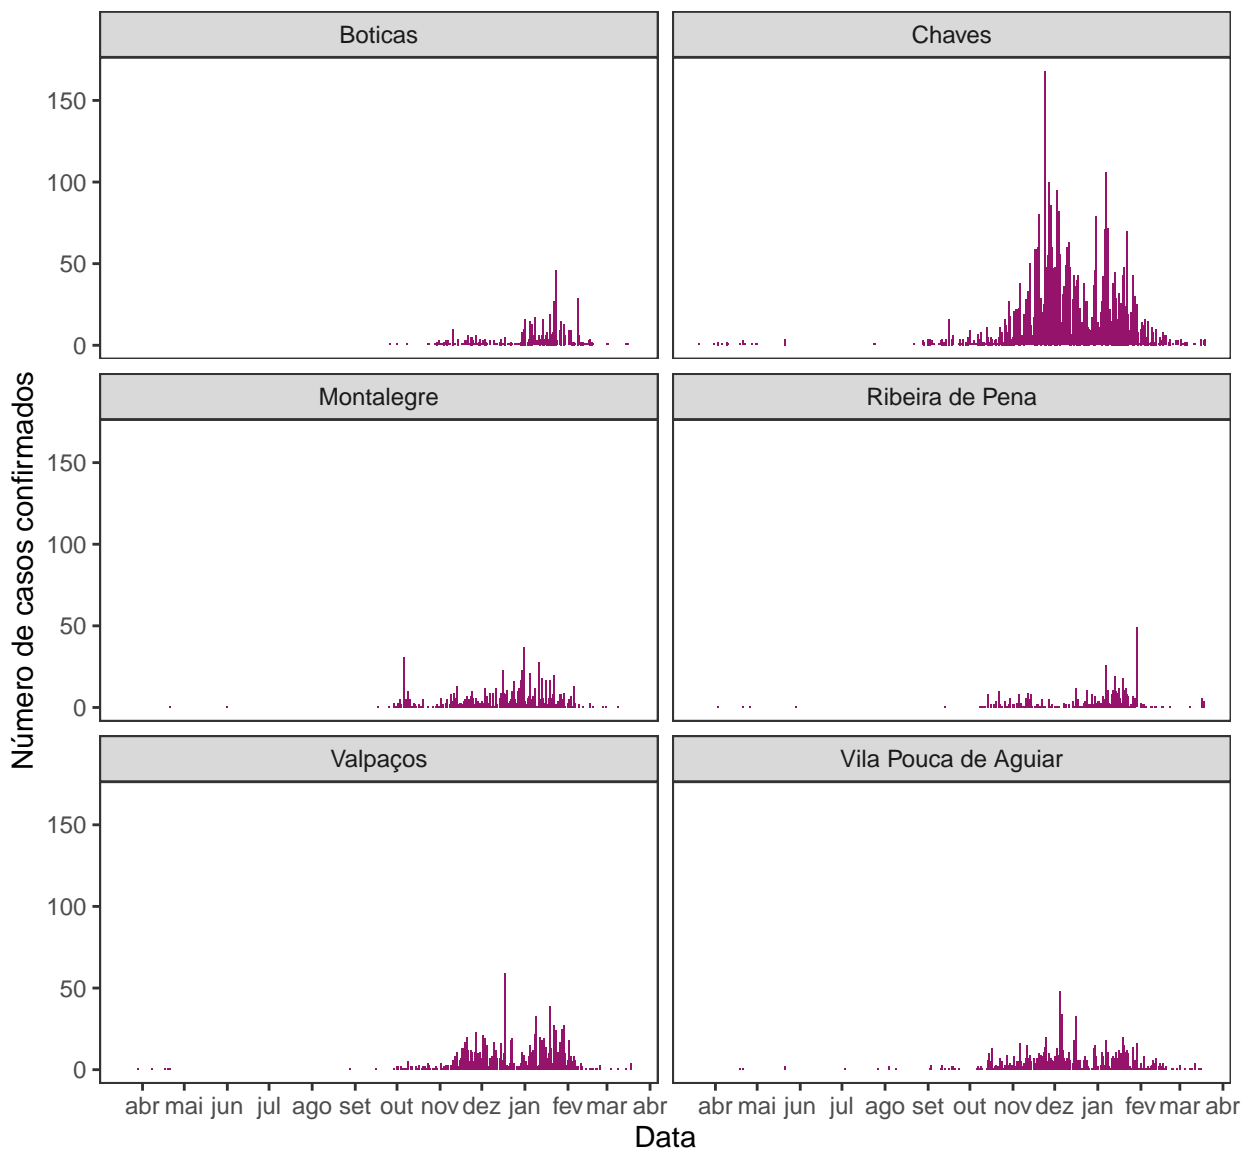 Boticas
Chaves
150
100
50
0
Montalegre
Ribeira de Pena
150
100
50
0
Valpaços
Vila Pouca de Aguiar
150
100
50
0
abr mai jun jul ago set out nov dez jan fev mar abr
abr mai jun jul ago set out nov dez jan fev mar abr
Data
Número de casos confirmados